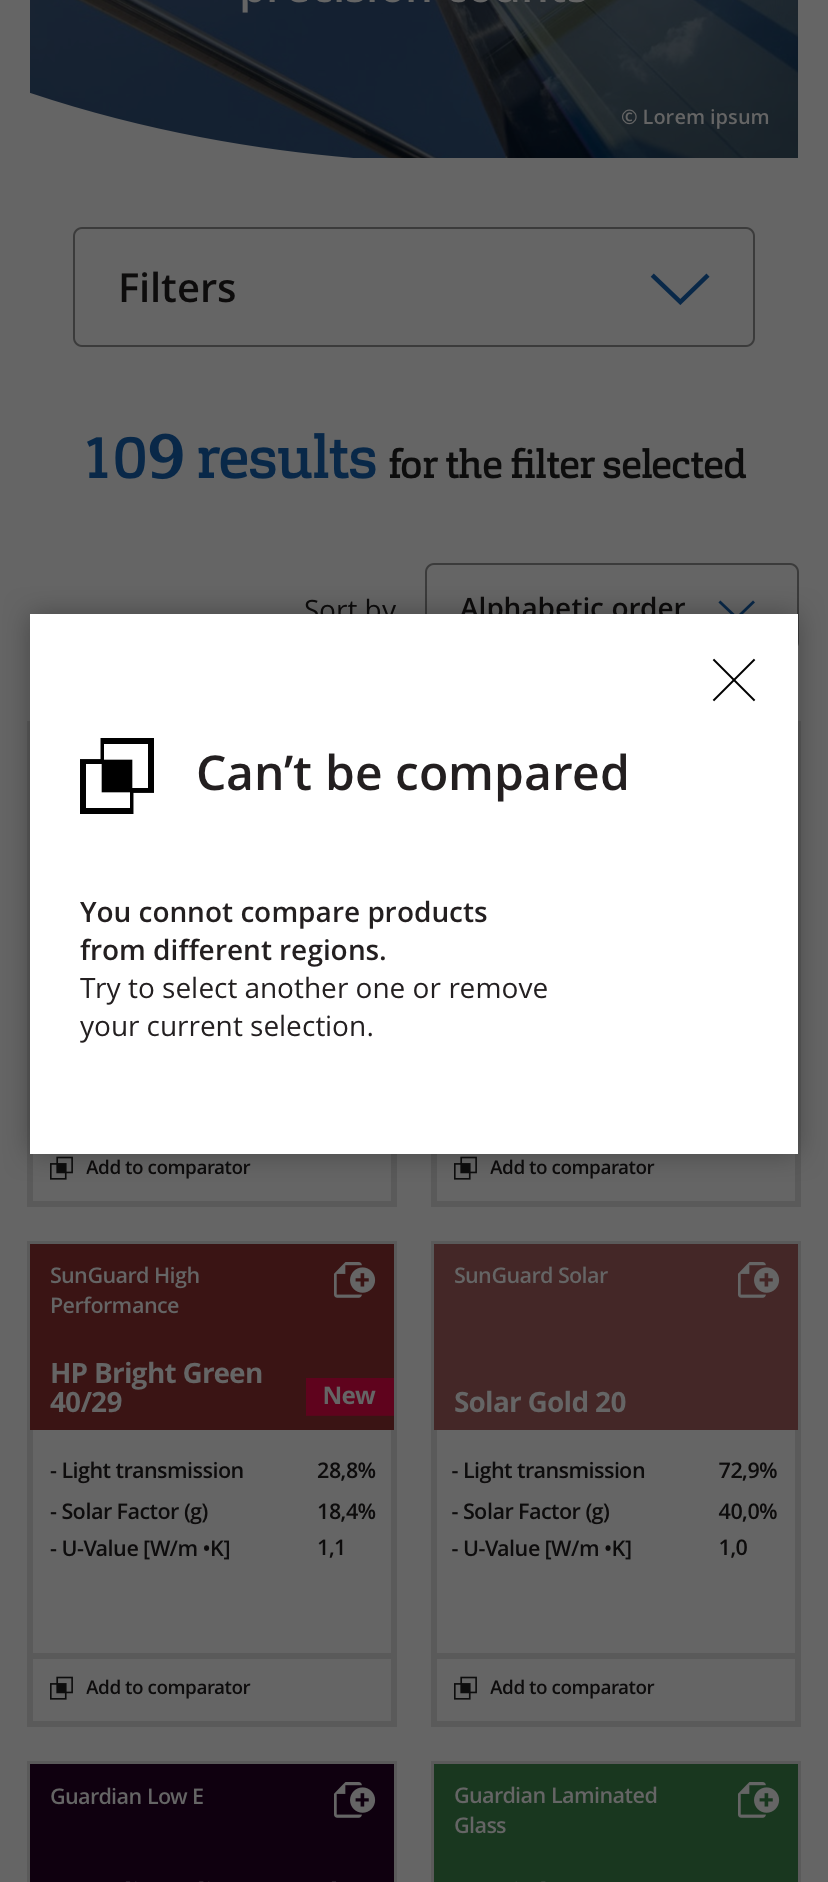 precision counts
© Lorem ipsum
Filters
109 results for the filter selected
Sort by
Alphabetic order
Can’t be compared
You connot compare products
from different regions.
Try to select another one or remove
your current selection.
Add to comparator
Add to comparator
SunGuard High
Performance
HP Bright Green
40/29
New
- Light transmission 28,8%
- Solar Factor (g) 18,4%
- U-Value [W/m •K] 1,1
Add to comparator
SunGuard Solar
Solar Gold 20
- Light transmission 72,9%
- Solar Factor (g) 40,0%
- U-Value [W/m •K] 1,0
Add to comparator
Guardian Low E
Guardian Laminated
Glass